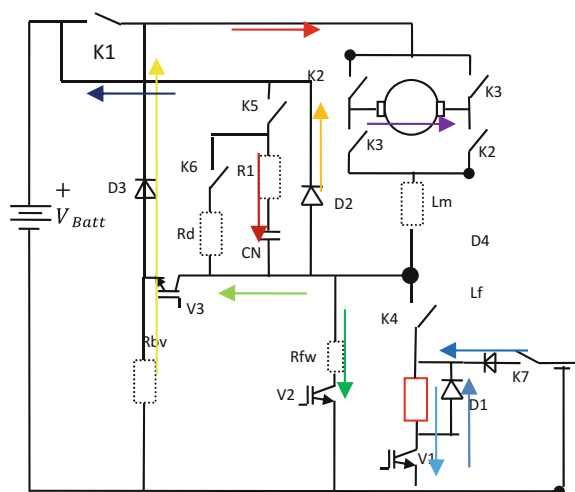 K1
K2
K3
K5
K3
K2
K6
R1
D3
+
V_Batt
D2
Lm
Rd
CN
D4
V3
Lf
K4
Rbv
Rfw
K7
V2
D1
V1